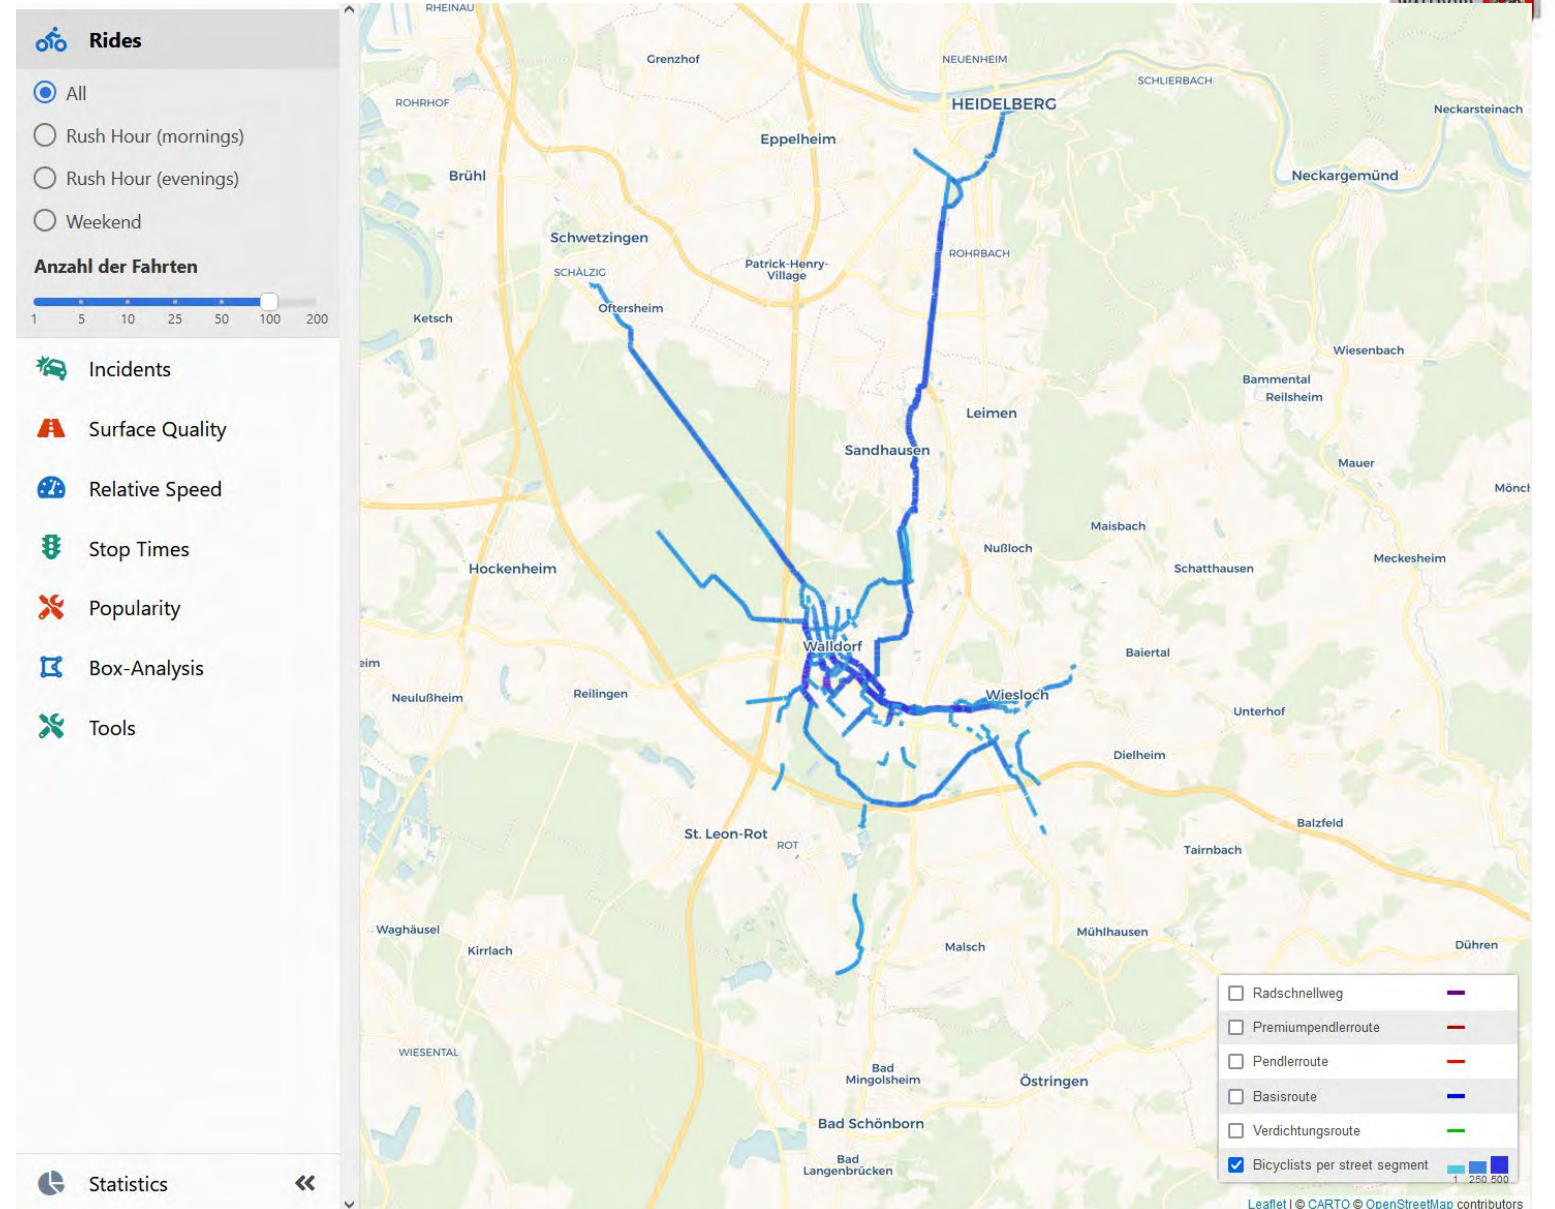 Rides
All
Rush Hour (mornings)
Rush Hour (evenings)
Weekend
Anzahl der Fahrten
1 5 10 25 50 100 200
Incidents
Surface Quality
Relative Speed
Stop Times
Popularity
Box-Analysis
Tools
Statistics
RHEINAU
Grenzhof
NEUENHEIM
SCHLIERBACH
ROHRHOF
HEIDELBERG
Neckarsteinach
Eppelheim
Brühl
Neckargemünd
Schwetzingen
ROHRBACH
Patrick-Henry-
Village
SCHÄLZIG
Oftersheim
Ketsch
Wiesenbach
Bammental
Reilsheim
Leimen
Sandhausen
Mauer
Mönch
Maisbach
Nußloch
Meckesheim
Hockenheim
Schatthausen
Walldorf
Baiertal
eim
Neulußheim
Reilingen
Wiesloch
Unterhof
Dielheim
St. Leon-Rot
ROT
Balzfeld
Tairnbach
Waghäusel
Kirrlach
Malsch
Mühlhausen
Dühren
WIESENTAL
Bad
Mingolsheim
Östringen
Bad Schönborn
Bad
Langenbrücken
Radschnellweg
Premiumpendlerroute
Pendlerroute
Basisroute
Verdichtungsroute
Bicyclists per street segment
1 250 500
Leaflet | © CARTO © OpenStreetMap contributors